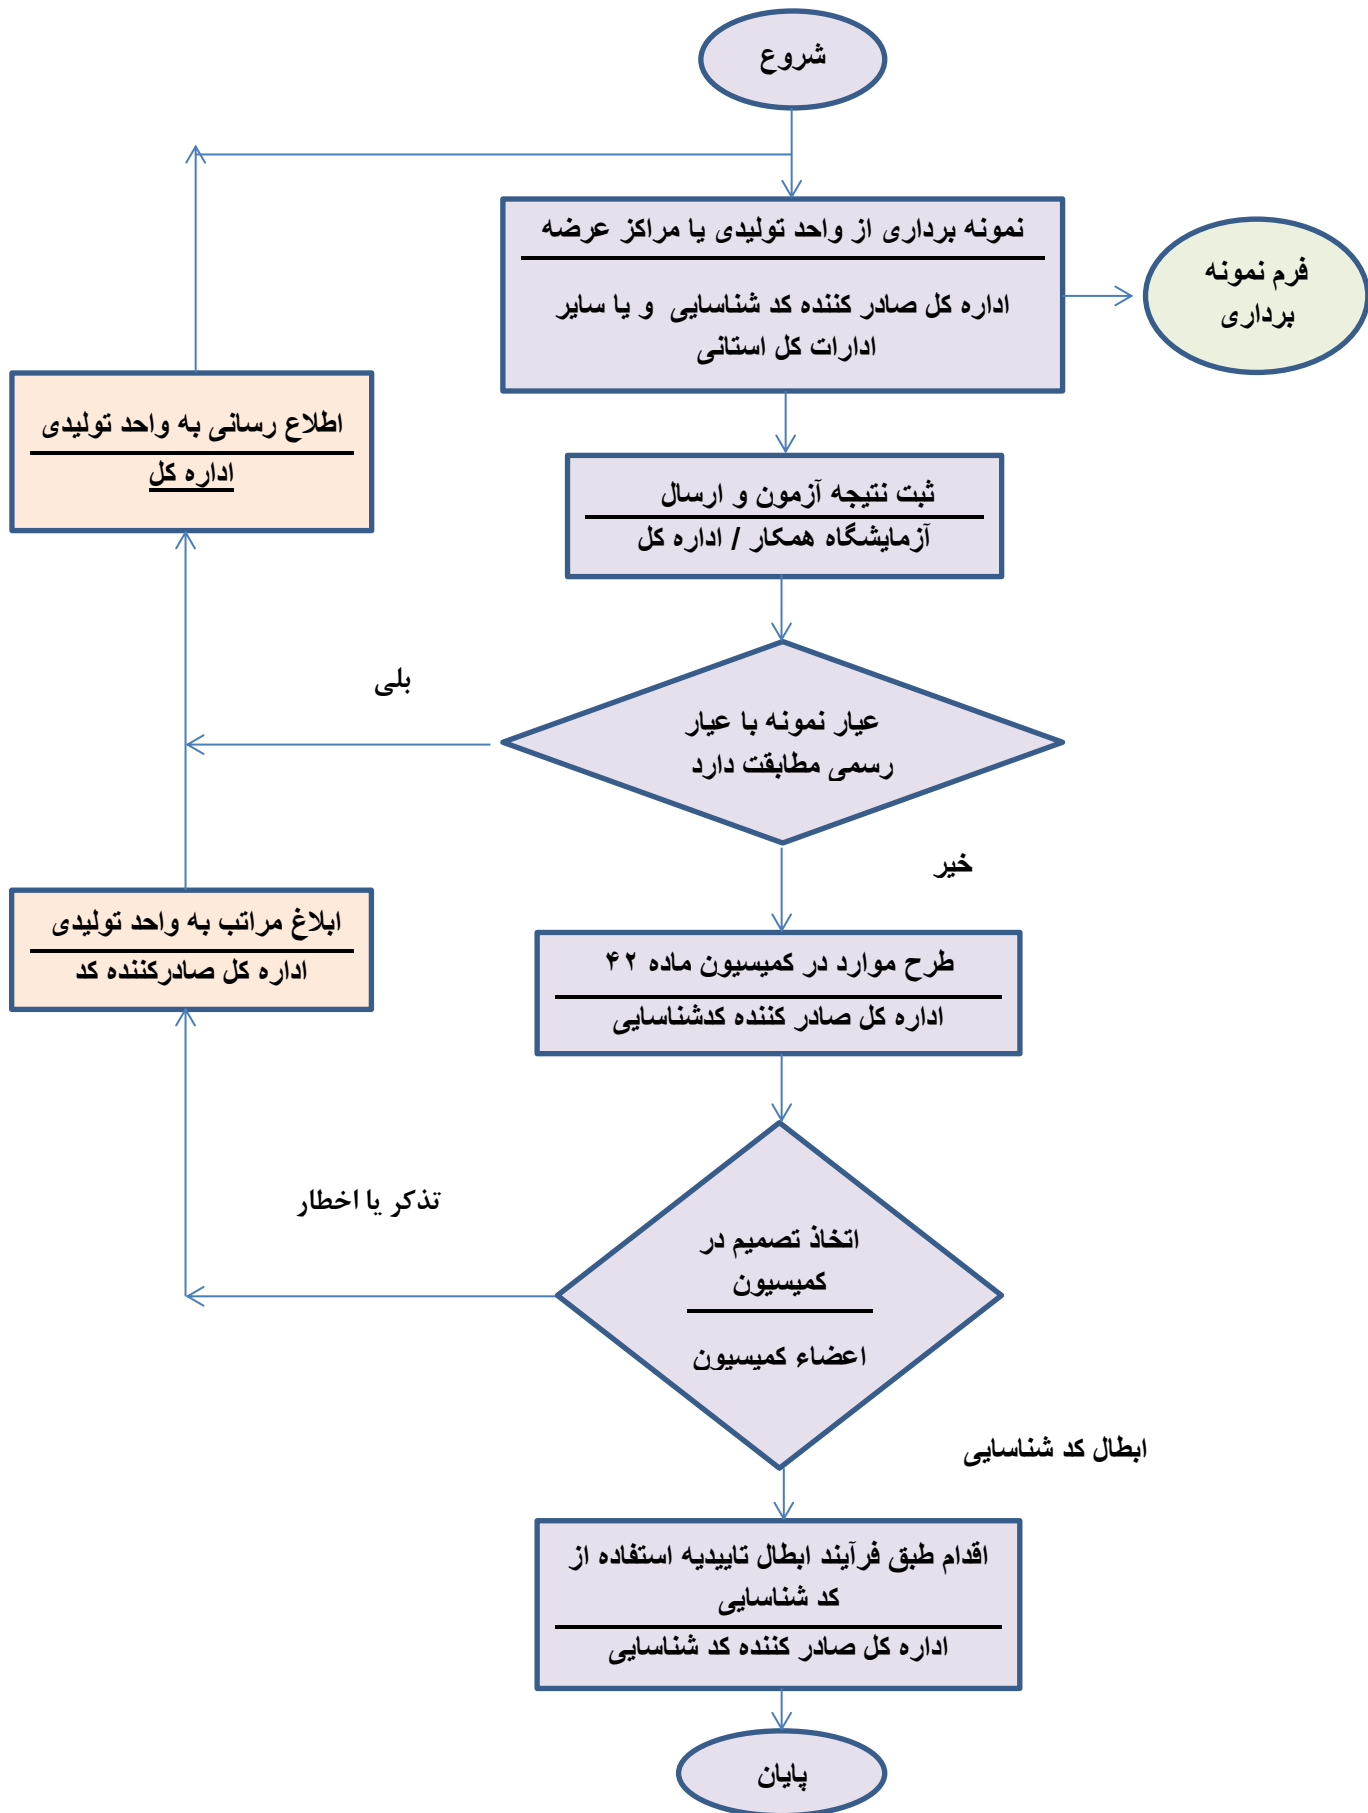 شروع
نمونه برداری از واحد تولیدی یا مراکز عرضه
اداره کل صادر کننده کد شناسایی و یا سایر
ادارات کل استانی
فرم نمونه
برداری
اطلاع رسانی به واحد تولیدی
اداره کل
ثبت نتیجه آزمون و ارسال
آزمایشگاه همکار / اداره کل
بلی
عیار نمونه با عیار
رسمی مطابقت دارد
خیر
ابلاغ مراتب به واحد تولیدی
اداره کل صادرکننده کد
طرح موارد در کمیسیون ماده ۴۲
اداره کل صادر کننده کدشناسایی
تذکر یا اخطار
اتخاذ تصمیم در
کمیسیون
اعضاء کمیسیون
ابطال کد شناسایی
اقدام طبق فرآیند ابطال تاییدیه استفاده از
کد شناسایی
اداره کل صادر کننده کد شناسایی
پایان